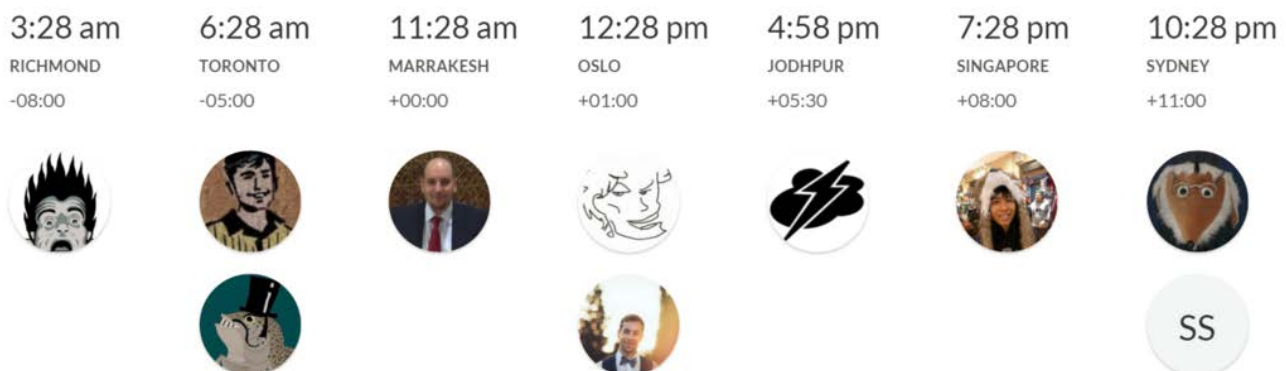 3:28 am 6:28 am 11:28 am 12:28 pm 4:58 pm 7:28 pm 10:28 pm
RICHMOND TORONTO MARRAKESH OSLO JODHPUR SINGAPORE SYDNEY
-08:00 -05:00 +00:00 +01:00 +05:30 +08:00 +11:00
SS